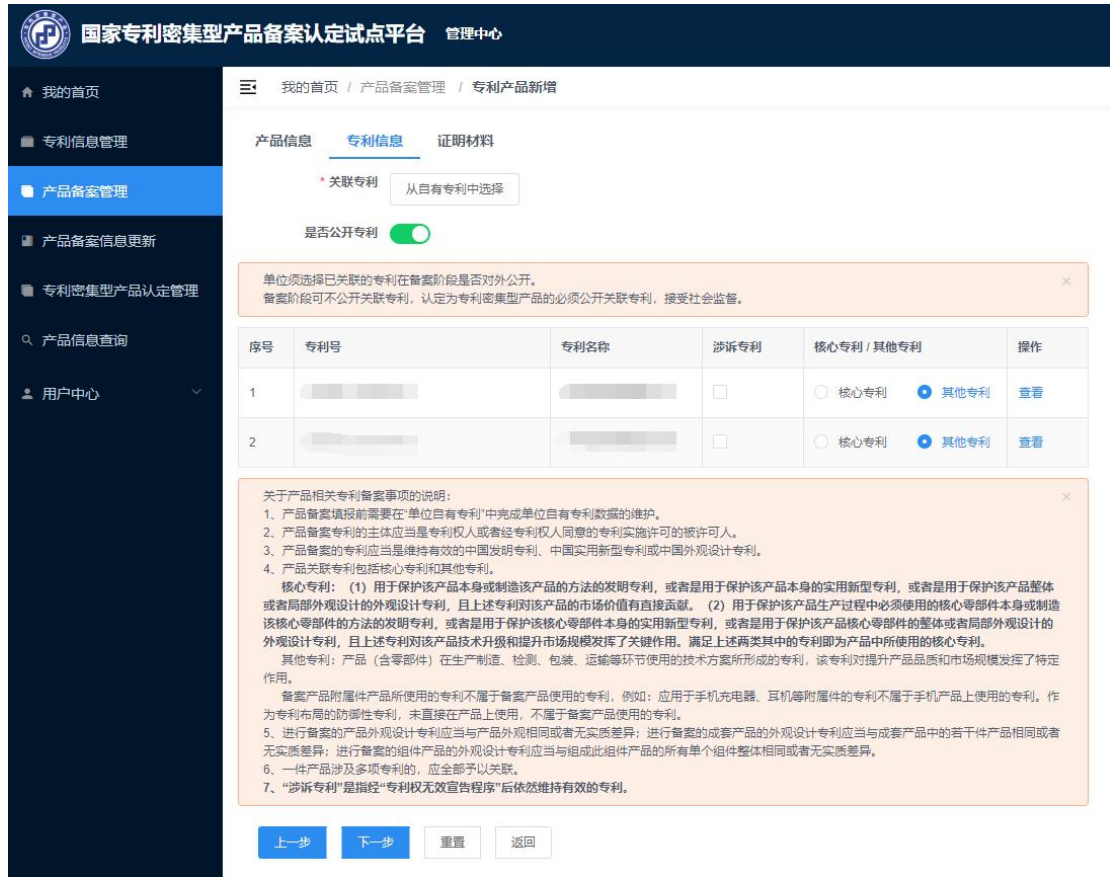 国家专利密集型产品备案认定试点平台 管理中心
我的首页
专利信息管理
产品备案管理
产品备案信息更新
专利密集型产品认定管理
产品信息查询
用户中心
我的首页 / 产品备案管理 / 专利产品新增
产品信息 专利信息 证明材料
* 关联专利 从自有专利中选择
是否公开专利
单位须选择已关联的专利在备案阶段是否对外公开。
备案阶段可不公开关联专利，认定为专利密集型产品的必须公开关联专利，接受社会监督。
序号 专利号 专利名称 涉诉专利 核心专利 / 其他专利 操作
1 核心专利 其他专利 查看
2 核心专利 其他专利 查看
关于产品相关专利备案事项的说明：
1、产品备案填报前需要在“单位自有专利”中完成单位自有专利数据的维护。
2、产品备案专利的主体应当是专利权人或者经专利权人同意的专利实施许可的被许可人。
3、产品备案的专利应当是维持有效的中国发明专利、中国实用新型专利或中国外观设计专利。
4、产品关联专利包括核心专利和其他专利。
核心专利：（1）用于保护该产品本身或制造该产品的方法的发明专利，或者是用于保护该产品本身的实用新型专利，或者是用于保护该产品整体
或者局部外观设计的外观设计专利，且上述专利对该产品的市场价值有直接贡献。（2）用于保护该产品生产过程中必须使用的核心零部件本身或制造
该核心零部件的方法的发明专利，或者是用于保护该核心零部件本身的实用新型专利，或者是用于保护该产品核心零部件的整体或者局部外观设计的
外观设计专利，且上述专利对该产品技术升级和提升市场规模发挥了关键作用。满足上述两类其中的专利即为产品中所使用的核心专利。
其他专利：产品（含零部件）在生产制造、检测、包装、运输等环节使用的技术方案所形成的专利，该专利对提升产品品质和市场规模发挥了特定
作用。
备案产品附属件产品所使用的专利不属于备案产品使用的专利，例如：应用于手机充电器、耳机等附属件的专利不属于手机产品上使用的专利。作
为专利布局的防御性专利，未直接在产品上使用，不属于备案产品使用的专利。
5、进行备案的产品外观设计专利应当与产品外观相同或者无实质差异；进行备案的成套产品的外观设计专利应当与成套产品中的若干件产品相同或者
无实质差异；进行备案的组件产品的外观设计专利应当与组成此组件产品的所有单个组件整体相同或者无实质差异。
6、一件产品涉及多项专利的，应全部予以关联。
7、“涉诉专利”是指经“专利权无效宣告程序”后依然维持有效的专利。
上一步 下一步 重置 返回